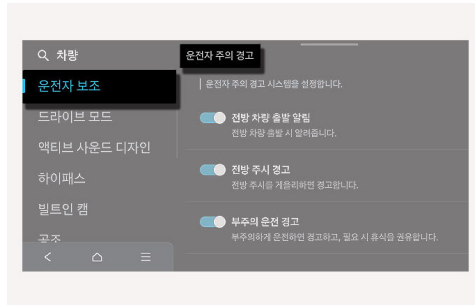 차량
운전자 주의 경고
운전자 보조
운전자 주의 경고 시스템을 설정합니다.
드라이브 모드
전방 차량 출발 알림
전방 차량 출발 시 알려줍니다.
액티브 사운드 디자인
하이패스
전방 주시 경고
전방 주시를 게을리하면 경고합니다.
빌트인 캠
부주의 운전 경고
부주의하게 운전하면 경고하고, 필요 시 휴식을 권유합니다.
공조